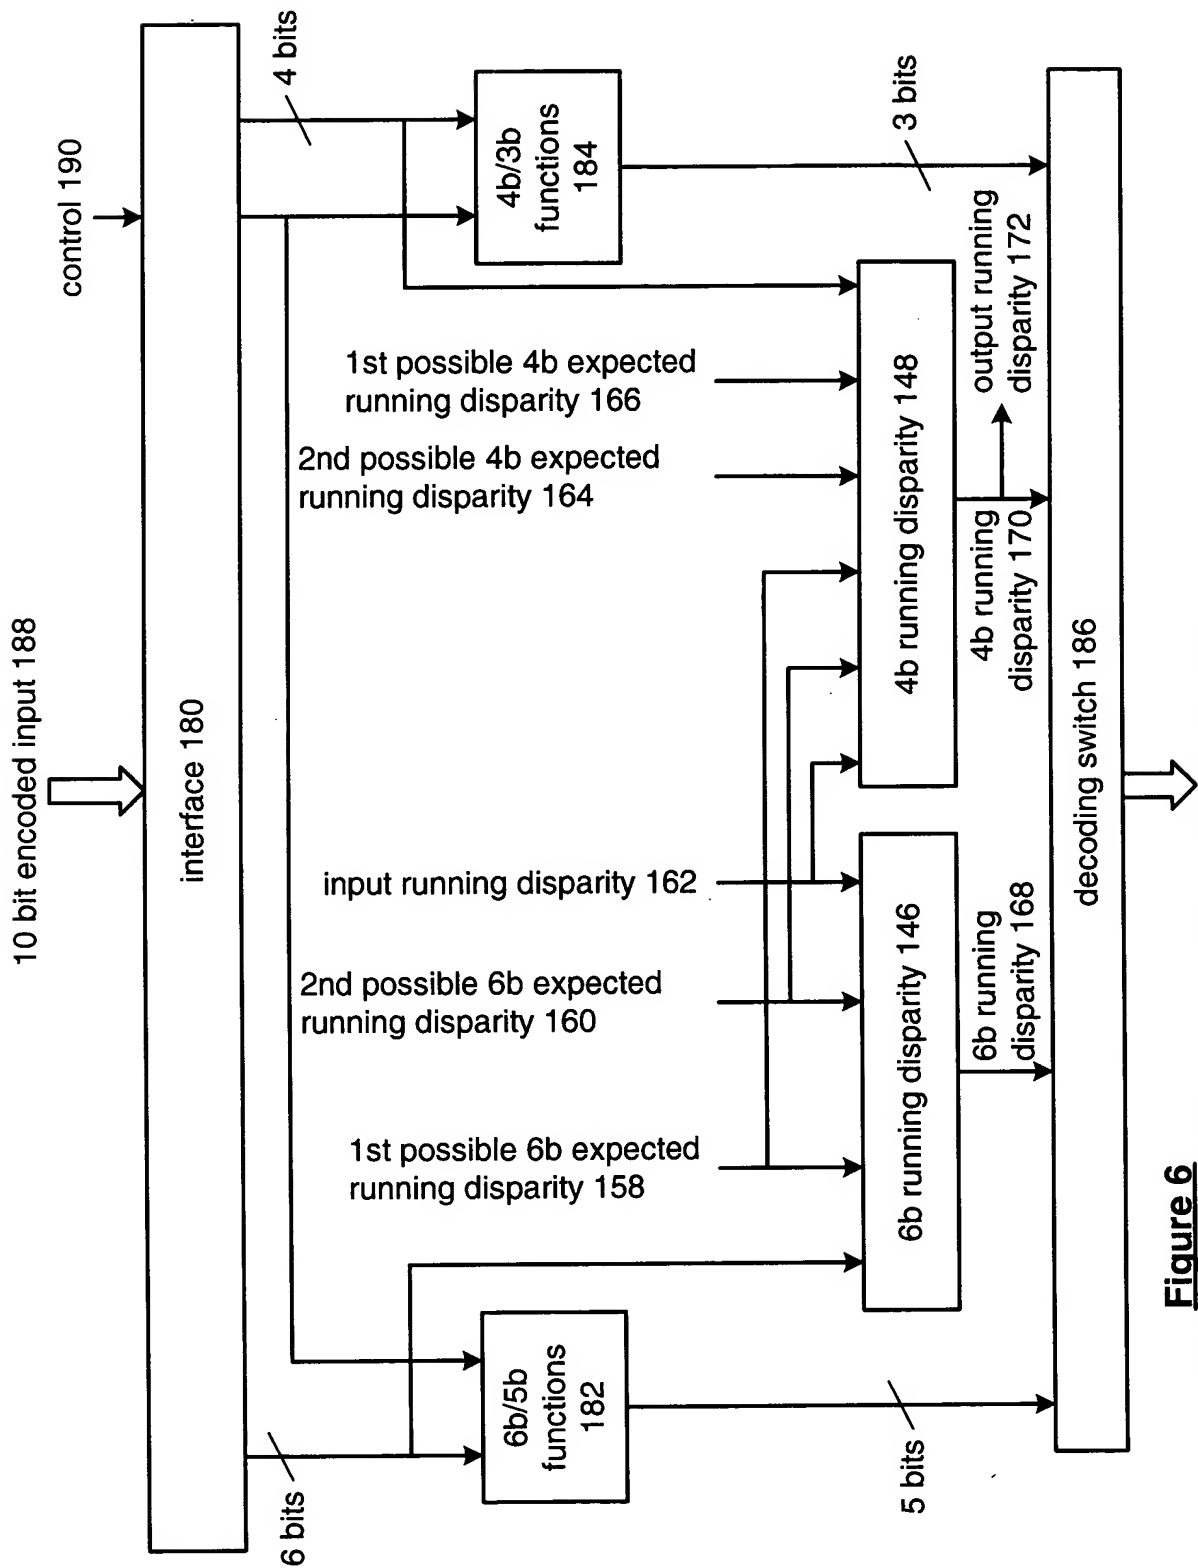 10 bit encoded input 188
control 190
interface 180
6 bits
4 bits
6b/5b
functions
182
4b/3b
functions
184
1st possible 6b expected
running disparity 158
2nd possible 6b expected
running disparity 160
input running disparity 162
2nd possible 4b expected
running disparity 164
1st possible 4b expected
running disparity 166
6b running disparity 146
4b running disparity 148
5 bits
6b running
disparity 168
4b running
disparity 170
output running
disparity 172
3 bits
decoding switch 186
Figure 6